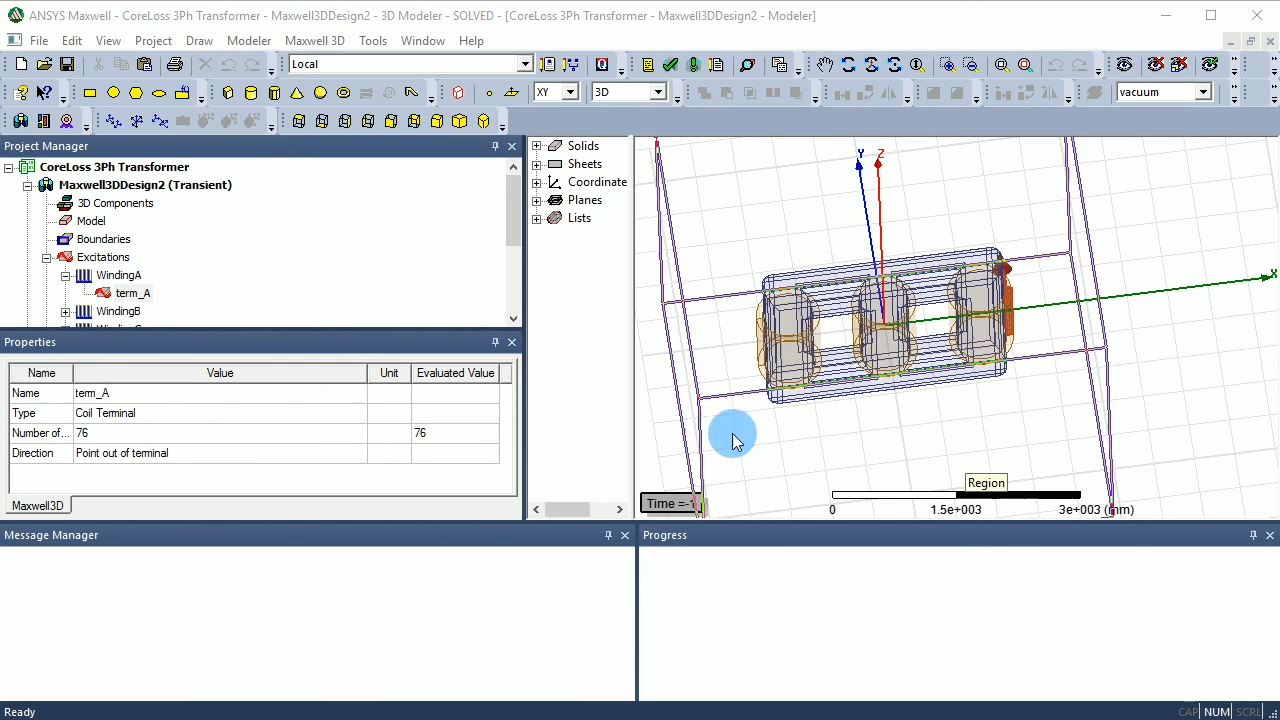 ANSYS Maxwell - CoreLoss 3Ph Transformer - Maxwell3DDesign2 - 3D Modeler - SOLVED - [CoreLoss 3Ph Transformer - Maxwell3DDesign2 - Modeler]
File Edit View Project Draw Modeler Maxwell 3D Tools Window Help
Local
XY 3D vacuum
Project Manager
CoreLoss 3Ph Transformer
Maxwell3DDesign2 (Transient)
3D Components
Model
Boundaries
Excitations
WindingA
term_A
WindingB
Properties
Name Value Unit Evaluated Value
Name term_A
Type Coil Terminal
Number of... 76 76
Direction Point out of terminal
Maxwell3D
Solids
Sheets
Coordinate
Planes
Lists
Y Z
X
Region
Time =-1
0 1.5e+003 3e+003 (mm)
Message Manager
Progress
Ready
CAP NUM SCRL